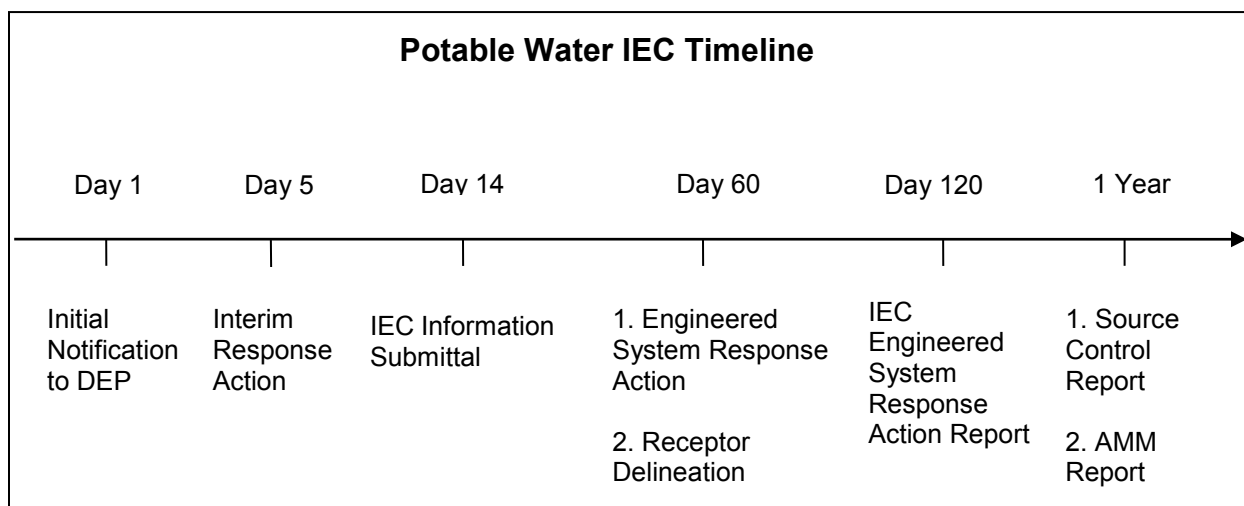 Potable Water IEC Timeline
Day 1
Day 5
Day 14
Day 60
Day 120
1 Year
Initial
Notification
to DEP
Interim
Response
Action
IEC Information
Submittal
1. Engineered
System Response
Action
2. Receptor
Delineation
IEC
Engineered
System
Response
Action Report
1. Source
Control
Report
2. AMM
Report